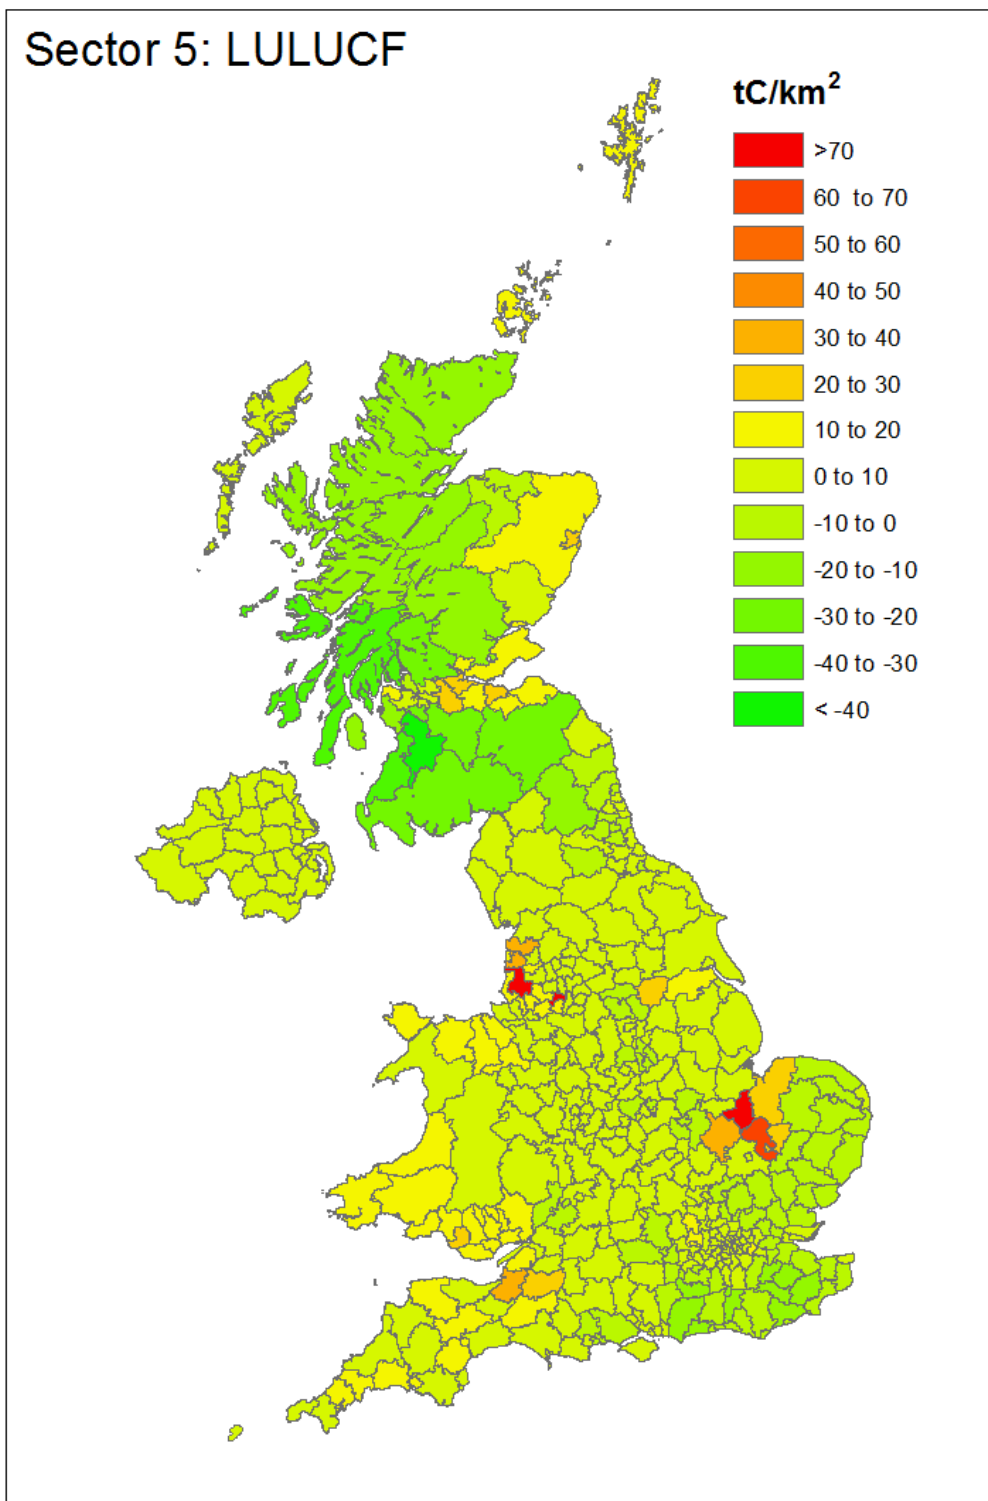 Sector 5: LULUCF
tC/km²
>70
60 to 70
50 to 60
40 to 50
30 to 40
20 to 30
10 to 20
0 to 10
-10 to 0
-20 to -10
-30 to -20
-40 to -30
< -40